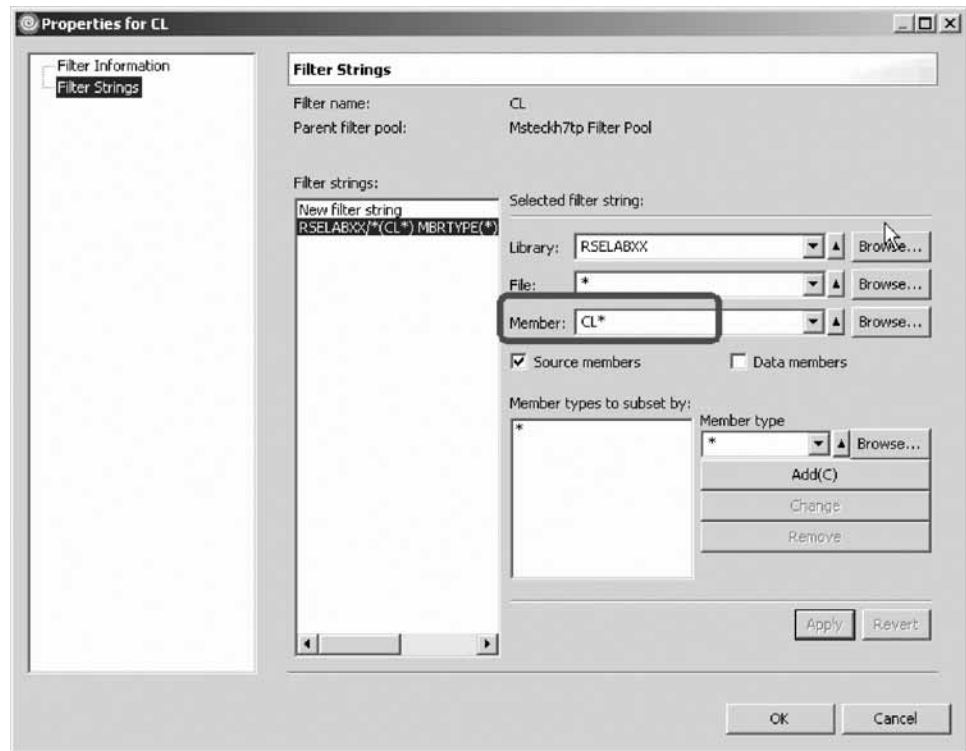 Properties for CL
Filter Information
Filter Strings
Filter Strings
Filter name: CL
Parent filter pool: Msteckh7tp Filter Pool
Filter strings:
New filter string
RSELABXX/*(CL*) MBRTYPE(*)
Selected filter string:
Library: RSELABXX Browse...
File: * Browse...
Member: CL* Browse...
Source members Data members
Member types to subset by:
*
Member type
* Browse...
Add(C)
Change
Remove
Apply Revert
OK Cancel